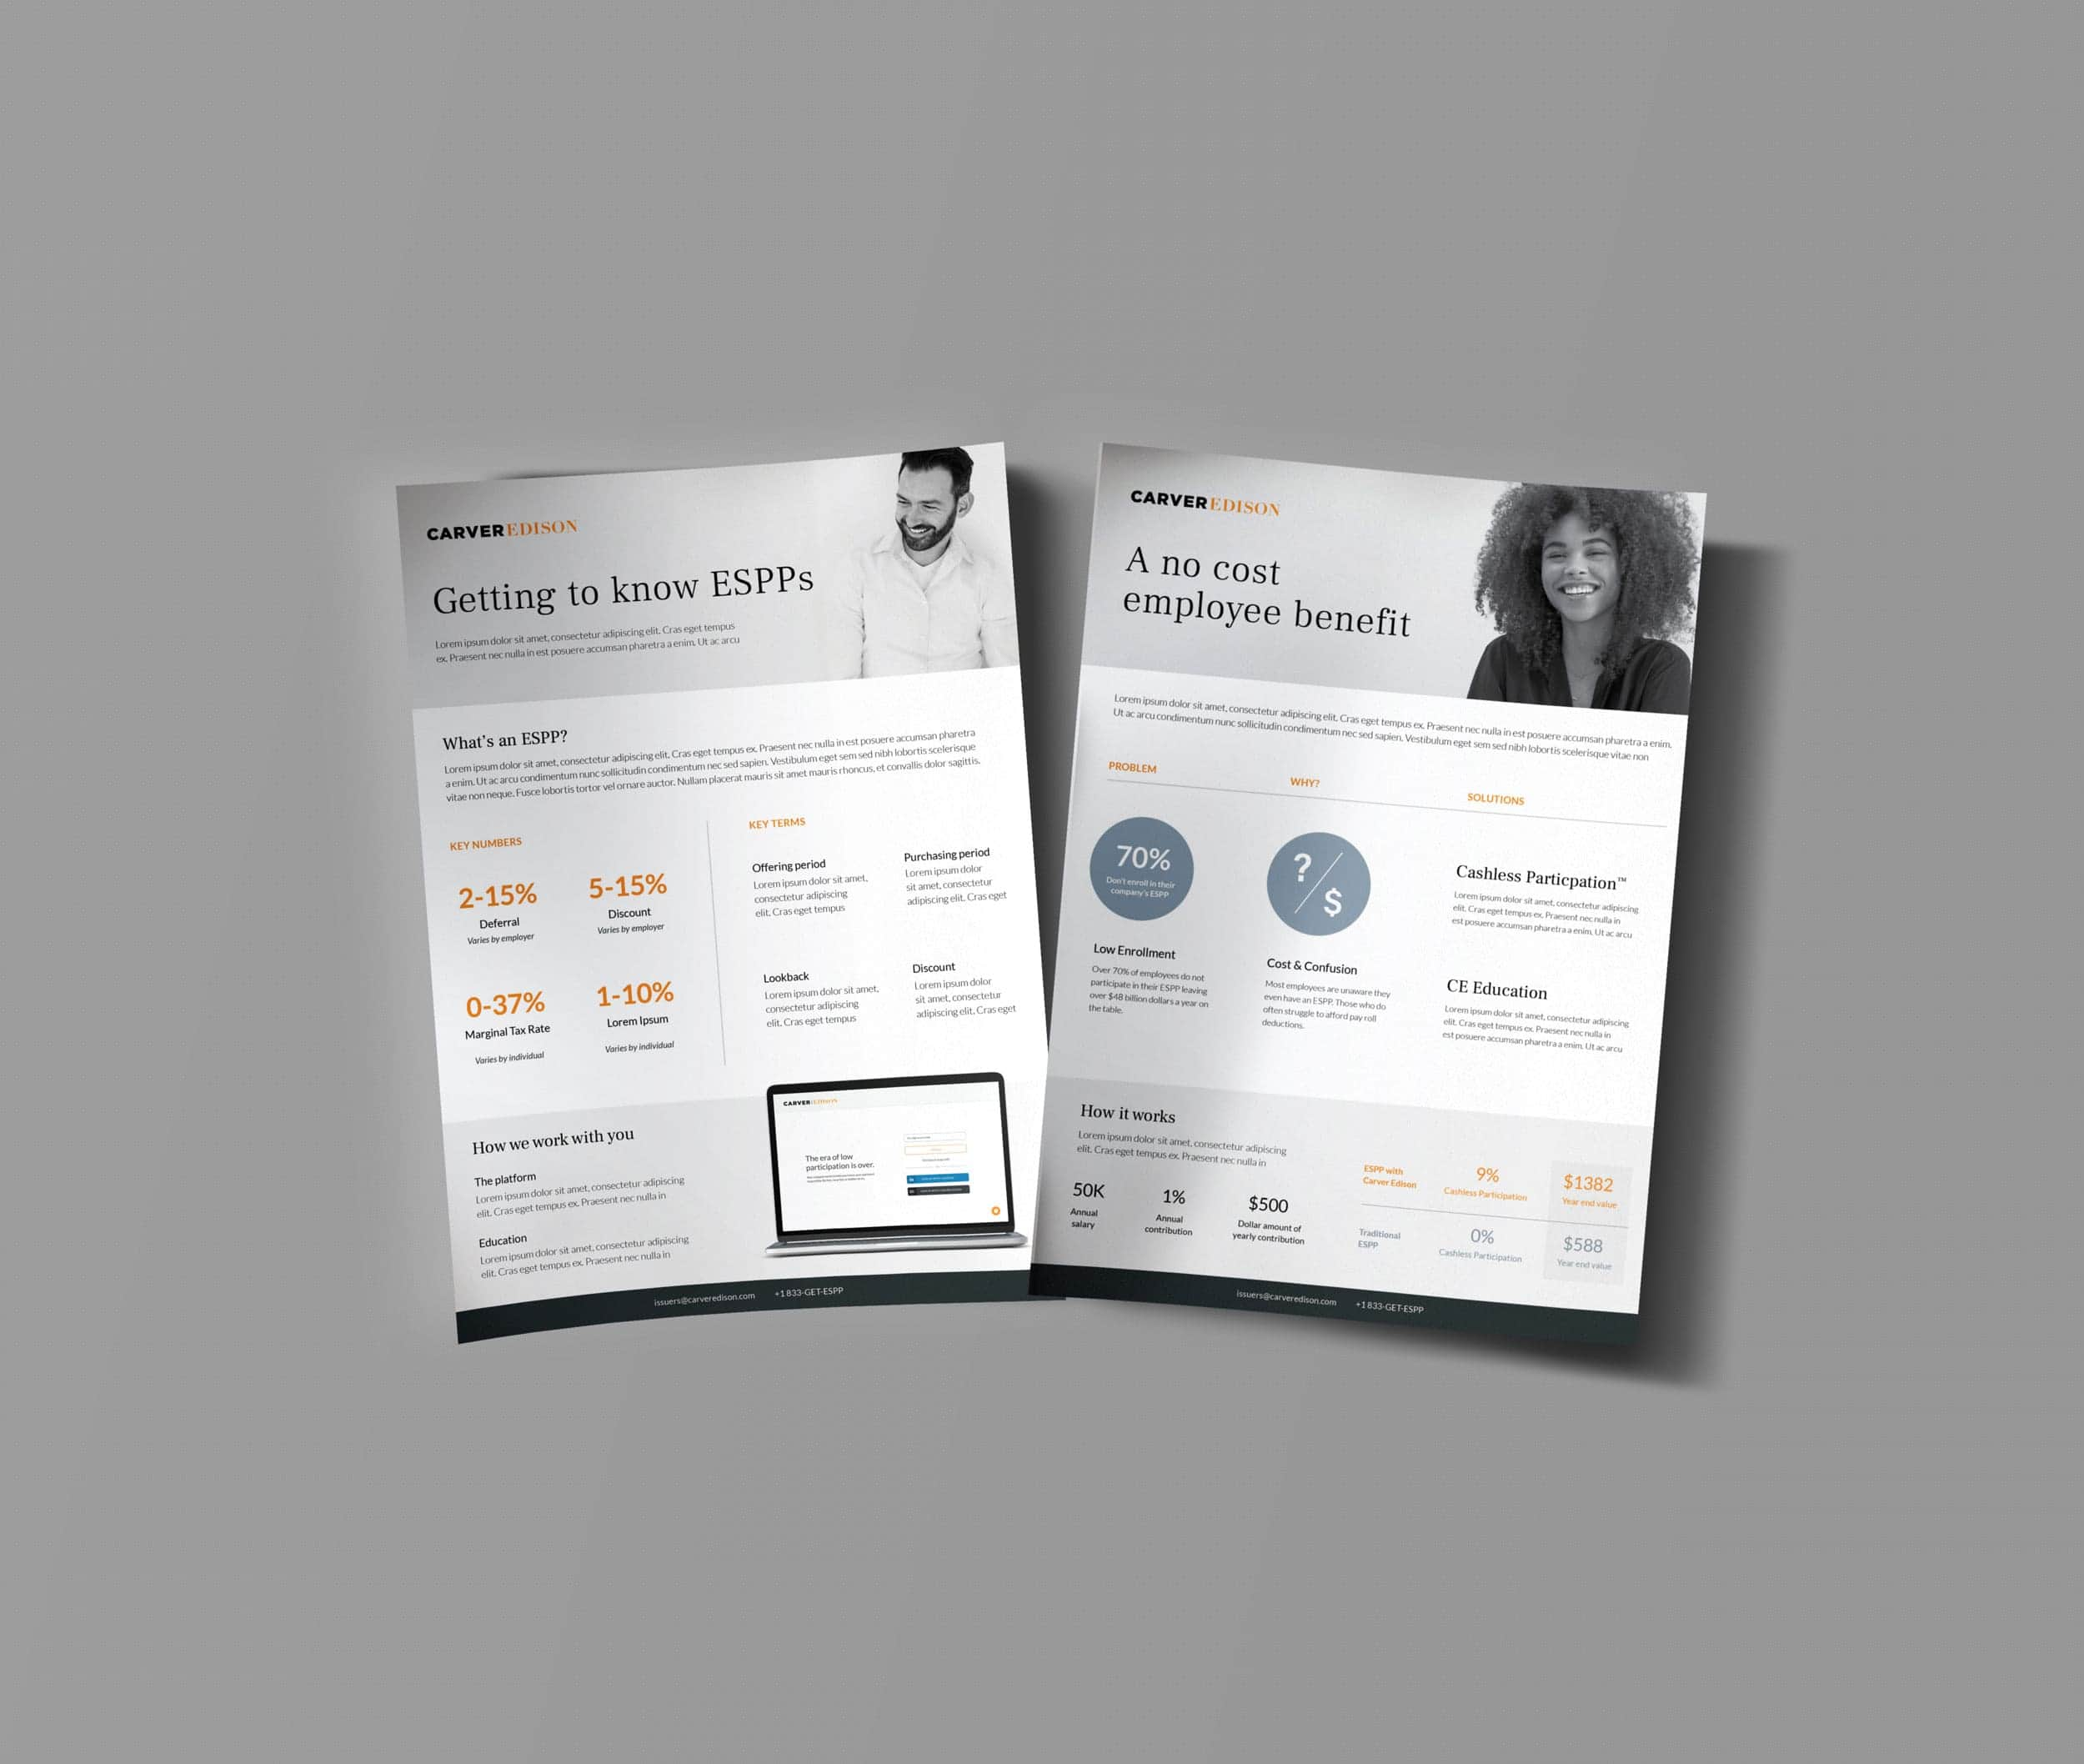 CARVEREDISON
Getting to know ESPPs
Lorem ipsum dolor sit amet, consectetur adipiscing elit. Cras eget tempus
ex. Praesent nec nulla in est posuere accumsan pharetra a enim. Ut ac arcu
What's an ESPP?
Lorem ipsum dolor sit amet, consectetur adipiscing elit. Cras eget tempus ex. Praesent nec nulla in est posuere accumsan pharetra
a enim. Ut ac arcu condimentum nunc sollicitudin condimentum nec sed sapien. Vestibulum eget sem sed nibh lobortis scelerisque
vitae non neque. Fusce lobortis tortor vel ornare auctor. Nullam placerat mauris sit amet mauris rhoncus, et convallis dolor sagittis.
KEY NUMBERS
2-15%
Deferral
Varies by employer
5-15%
Discount
Varies by employer
0-37%
Marginal Tax Rate
Varies by individual
1-10%
Lorem Ipsum
Varies by individual
KEY TERMS
Offering period
Lorem ipsum dolor sit amet,
consectetur adipiscing
elit. Cras eget tempus
Purchasing period
Lorem ipsum dolor
sit amet, consectetur
adipiscing elit. Cras eget
Lookback
Lorem ipsum dolor sit amet,
consectetur adipiscing
elit. Cras eget tempus
Discount
Lorem ipsum dolor
sit amet, consectetur
adipiscing elit. Cras eget
How we work with you
The platform
Lorem ipsum dolor sit amet, consectetur adipiscing
elit. Cras eget tempus ex. Praesent nec nulla in
Education
Lorem ipsum dolor sit amet, consectetur adipiscing
elit. Cras eget tempus ex. Praesent nec nulla in
CARVEREDISON
The era of low
participation is over.
issuers@carveredison.com
+1 833-GET-ESPP
CARVEREDISON
A no cost
employee benefit
Lorem ipsum dolor sit amet, consectetur adipiscing elit. Cras eget tempus ex. Praesent nec nulla in est posuere accumsan pharetra a enim.
Ut ac arcu condimentum nunc sollicitudin condimentum nec sed sapien. Vestibulum eget sem sed nibh lobortis scelerisque vitae non
PROBLEM
WHY?
SOLUTIONS
70%
Don't enroll in their
company's ESPP
Low Enrollment
Over 70% of employees do not
participate in their ESPP leaving
over $48 billion dollars a year on
the table.
? / $
Cost & Confusion
Most employees are unaware they
even have an ESPP. Those who do
often struggle to afford pay roll
deductions.
Cashless Particpation™
Lorem ipsum dolor sit amet, consectetur adipiscing
elit. Cras eget tempus ex. Praesent nec nulla in
est posuere accumsan pharetra a enim. Ut ac arcu
CE Education
Lorem ipsum dolor sit amet, consectetur adipiscing
elit. Cras eget tempus ex. Praesent nec nulla in
est posuere accumsan pharetra a enim. Ut ac arcu
How it works
Lorem ipsum dolor sit amet, consectetur adipiscing
elit. Cras eget tempus ex. Praesent nec nulla in
50K
Annual
salary
1%
Annual
contribution
$500
Dollar amount of
yearly contribution
ESPP with
Carver Edison
9%
Cashless Participation
$1382
Year end value
Traditional
ESPP
0%
Cashless Participation
$588
Year end value
issuers@carveredison.com
+1 833-GET-ESPP